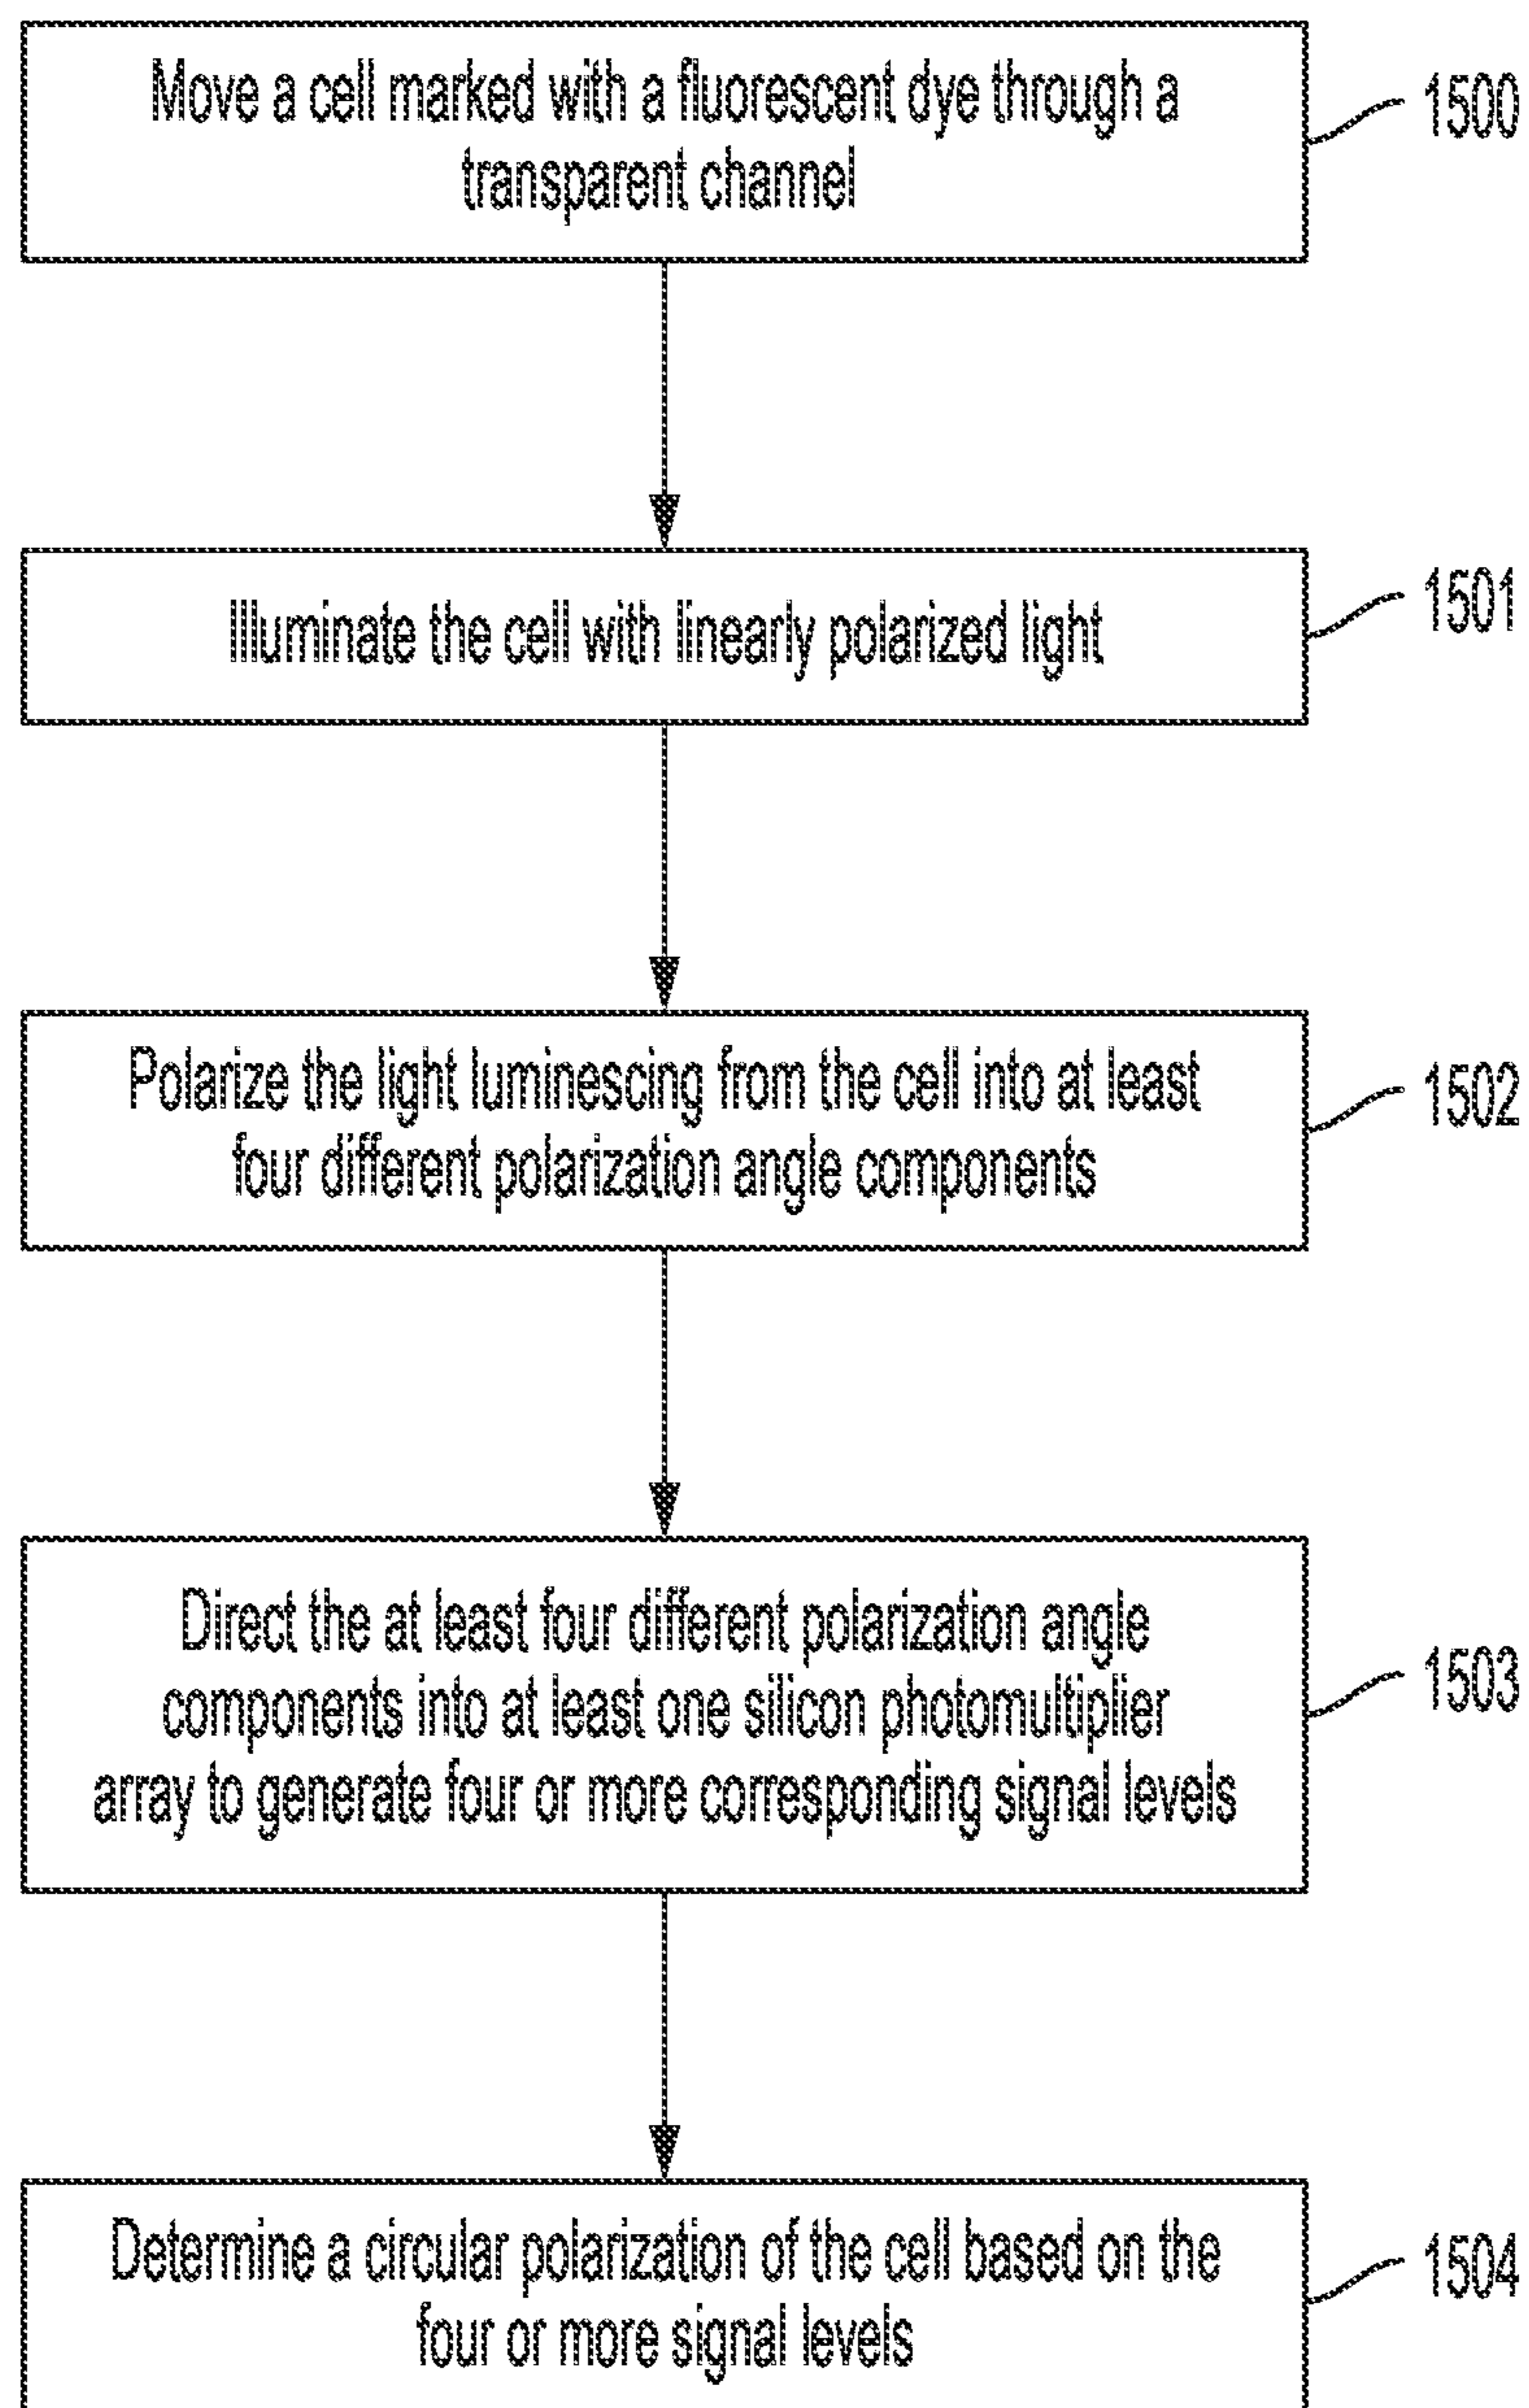 Move a cell marked with a fluorescent dye through a
transparent channel
1500
Illuminate the cell with linearly polarized light
1501
Polarize the light luminescing from the cell into at least
four different polarization angle components
1502
Direct the at least four different polarization angle
components into at least one silicon photomultiplier
array to generate four or more corresponding signal levels
1503
Determine a circular polarization of the cell based on the
four or more signal levels
1504